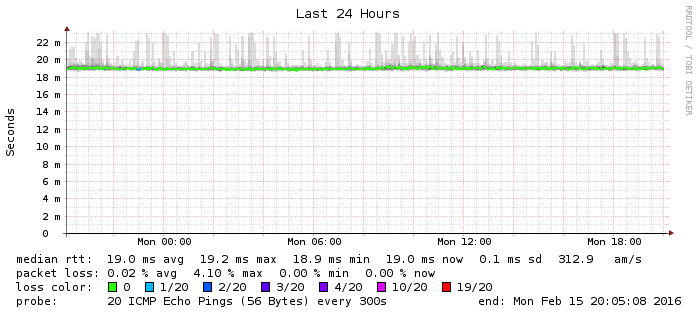 Last 24 Hours
RRDTOOL / TOBI OETIKER
Seconds
22 m
20 m
18 m
16 m
14 m
12 m
10 m
8 m
6 m
4 m
2 m
0
Mon 00:00 Mon 06:00 Mon 12:00 Mon 18:00
median rtt: 19.0 ms avg 19.2 ms max 18.9 ms min 19.0 ms now 0.1 ms sd 312.9 am/s
packet loss: 0.02 % avg 4.10 % max 0.00 % min 0.00 % now
loss color: 0 1/20 2/20 3/20 4/20 10/20 19/20
probe: 20 ICMP Echo Pings (56 Bytes) every 300s end: Mon Feb 15 20:05:08 2016